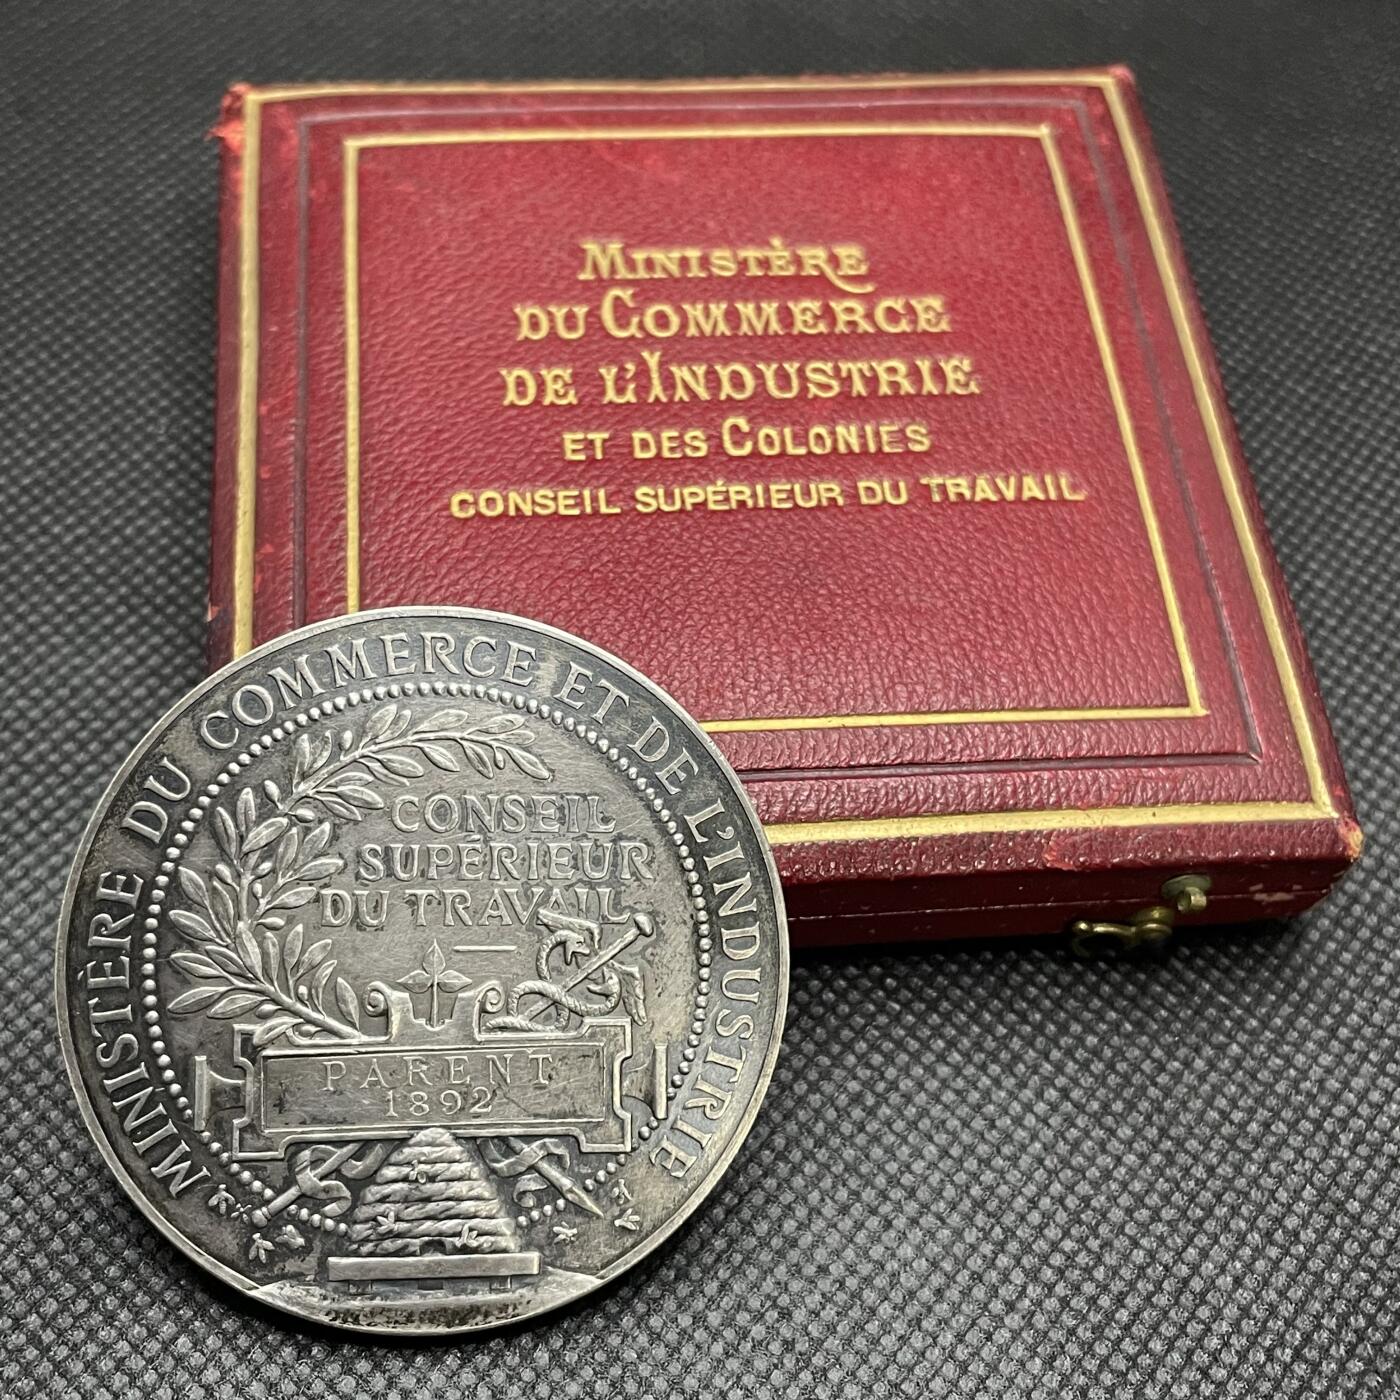 MINISTÈRE
DU COMMERCE
DE L'INDUSTRIE
ET DES COLONIES
CONSEIL SUPÉRIEUR DU TRAVAIL
MINISTÈRE DU COMMERCE ET DE L'INDUSTRIE
CONSEIL
SUPÉRIEUR
DU TRAVAIL
PARENT
1892